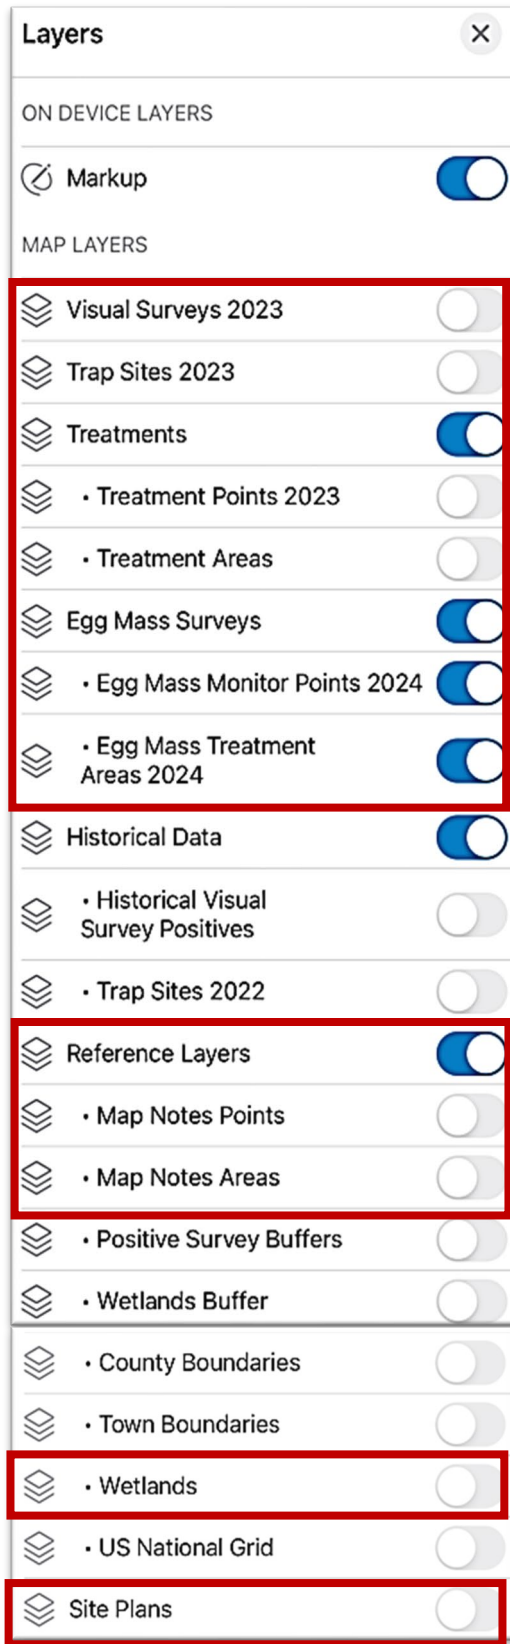 Layers
ON DEVICE LAYERS
Markup
MAP LAYERS
Visual Surveys 2023
Trap Sites 2023
Treatments
• Treatment Points 2023
• Treatment Areas
Egg Mass Surveys
• Egg Mass Monitor Points 2024
• Egg Mass Treatment
Areas 2024
Historical Data
• Historical Visual
Survey Positives
• Trap Sites 2022
Reference Layers
• Map Notes Points
• Map Notes Areas
• Positive Survey Buffers
• Wetlands Buffer
• County Boundaries
• Town Boundaries
• Wetlands
• US National Grid
Site Plans